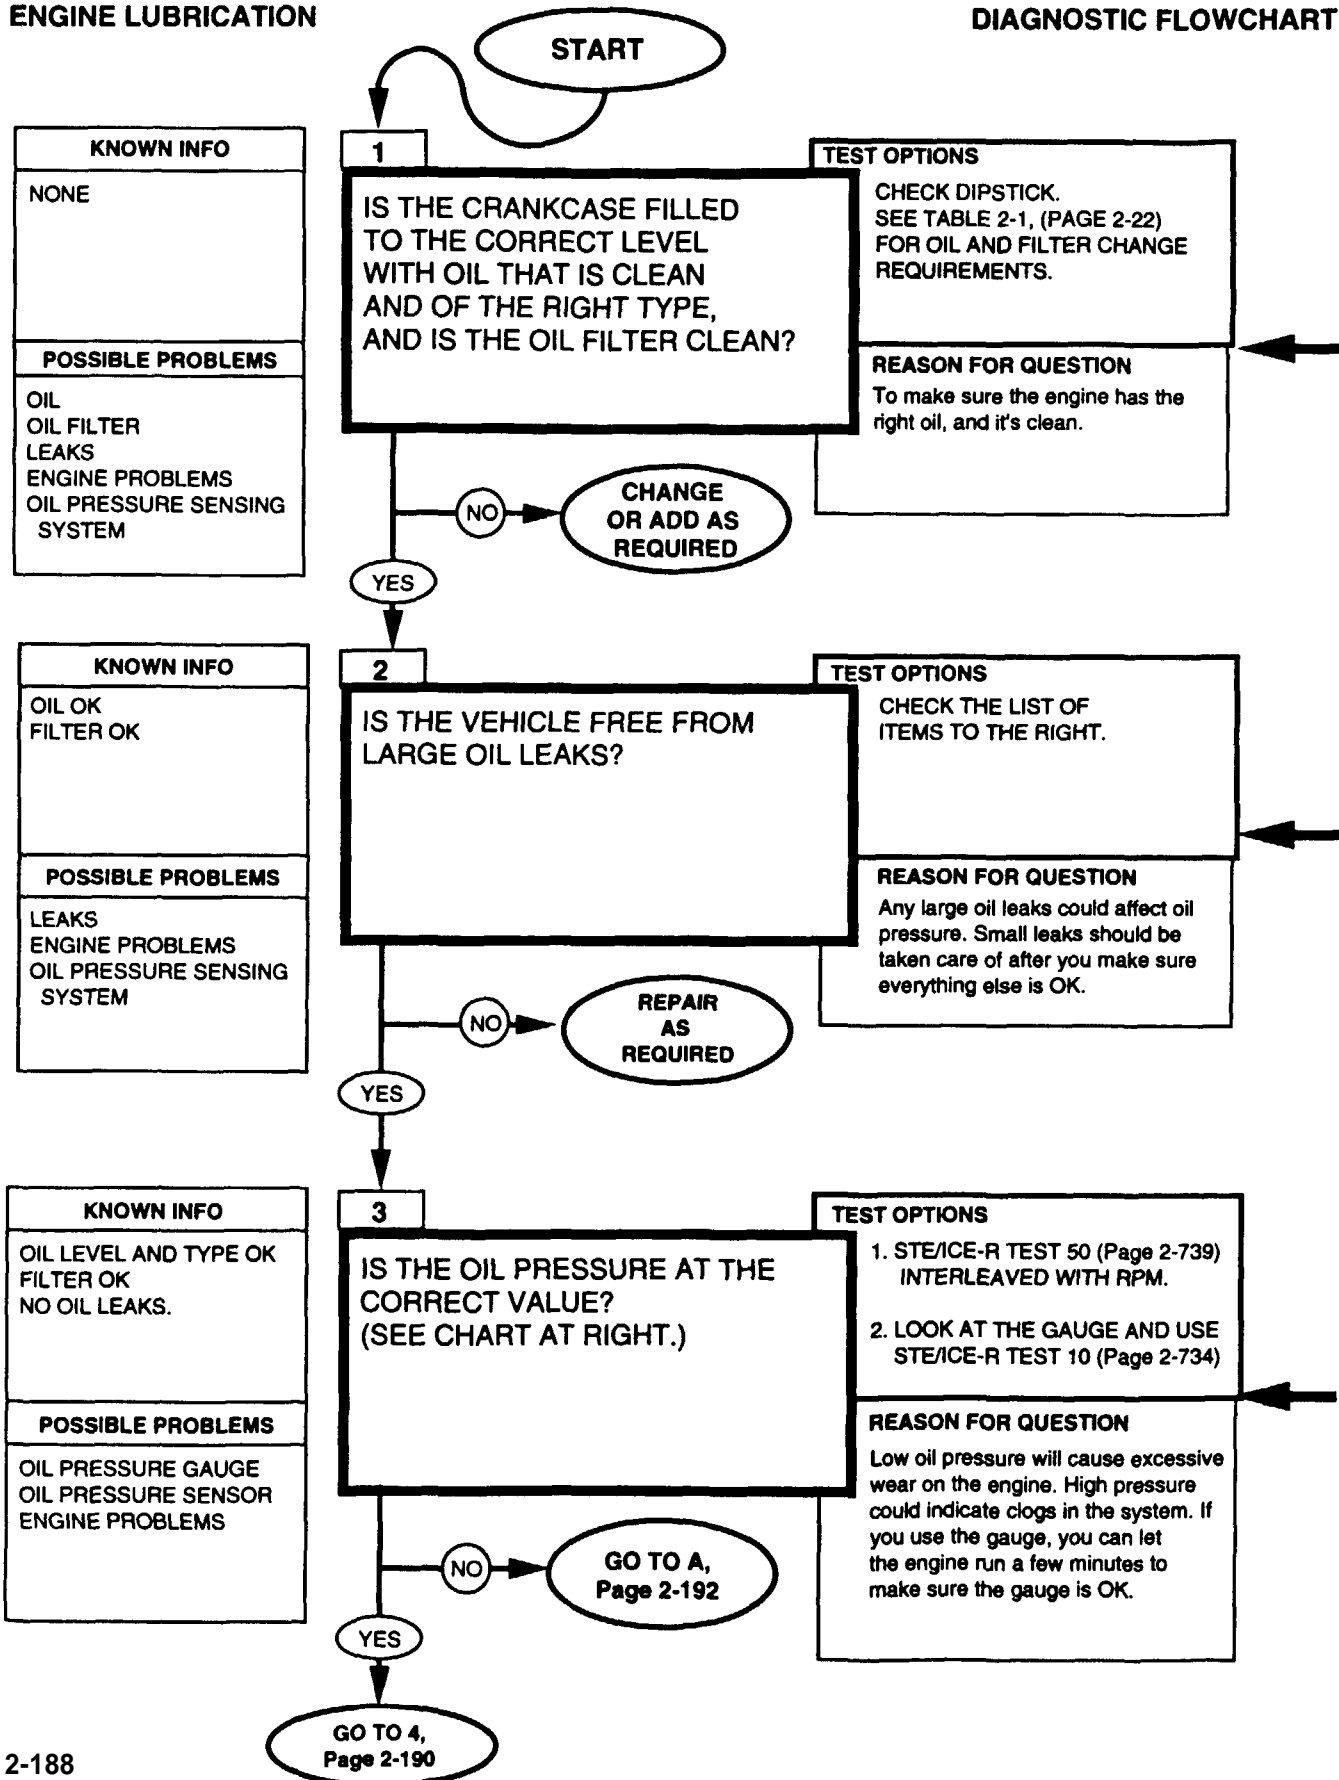 ENGINE LUBRICATION
DIAGNOSTIC FLOWCHART
START
KNOWN INFO
NONE
POSSIBLE PROBLEMS
OIL
OIL FILTER
LEAKS
ENGINE PROBLEMS
OIL PRESSURE SENSING
SYSTEM
1
IS THE CRANKCASE FILLED
TO THE CORRECT LEVEL
WITH OIL THAT IS CLEAN
AND OF THE RIGHT TYPE,
AND IS THE OIL FILTER CLEAN?
TEST OPTIONS
CHECK DIPSTICK.
SEE TABLE 2-1, (PAGE 2-22)
FOR OIL AND FILTER CHANGE
REQUIREMENTS.
REASON FOR QUESTION
To make sure the engine has the
right oil, and it's clean.
NO
CHANGE
OR ADD AS
REQUIRED
YES
KNOWN INFO
OIL OK
FILTER OK
POSSIBLE PROBLEMS
LEAKS
ENGINE PROBLEMS
OIL PRESSURE SENSING
SYSTEM
2
IS THE VEHICLE FREE FROM
LARGE OIL LEAKS?
TEST OPTIONS
CHECK THE LIST OF
ITEMS TO THE RIGHT.
REASON FOR QUESTION
Any large oil leaks could affect oil
pressure. Small leaks should be
taken care of after you make sure
everything else is OK.
NO
REPAIR
AS
REQUIRED
YES
KNOWN INFO
OIL LEVEL AND TYPE OK
FILTER OK
NO OIL LEAKS.
POSSIBLE PROBLEMS
OIL PRESSURE GAUGE
OIL PRESSURE SENSOR
ENGINE PROBLEMS
3
IS THE OIL PRESSURE AT THE
CORRECT VALUE?
(SEE CHART AT RIGHT.)
TEST OPTIONS
1. STE/ICE-R TEST 50 (Page 2-739)
INTERLEAVED WITH RPM.
2. LOOK AT THE GAUGE AND USE
STE/ICE-R TEST 10 (Page 2-734)
REASON FOR QUESTION
Low oil pressure will cause excessive
wear on the engine. High pressure
could indicate clogs in the system. If
you use the gauge, you can let
the engine run a few minutes to
make sure the gauge is OK.
NO
GO TO A,
Page 2-192
YES
GO TO 4,
Page 2-190
2-188